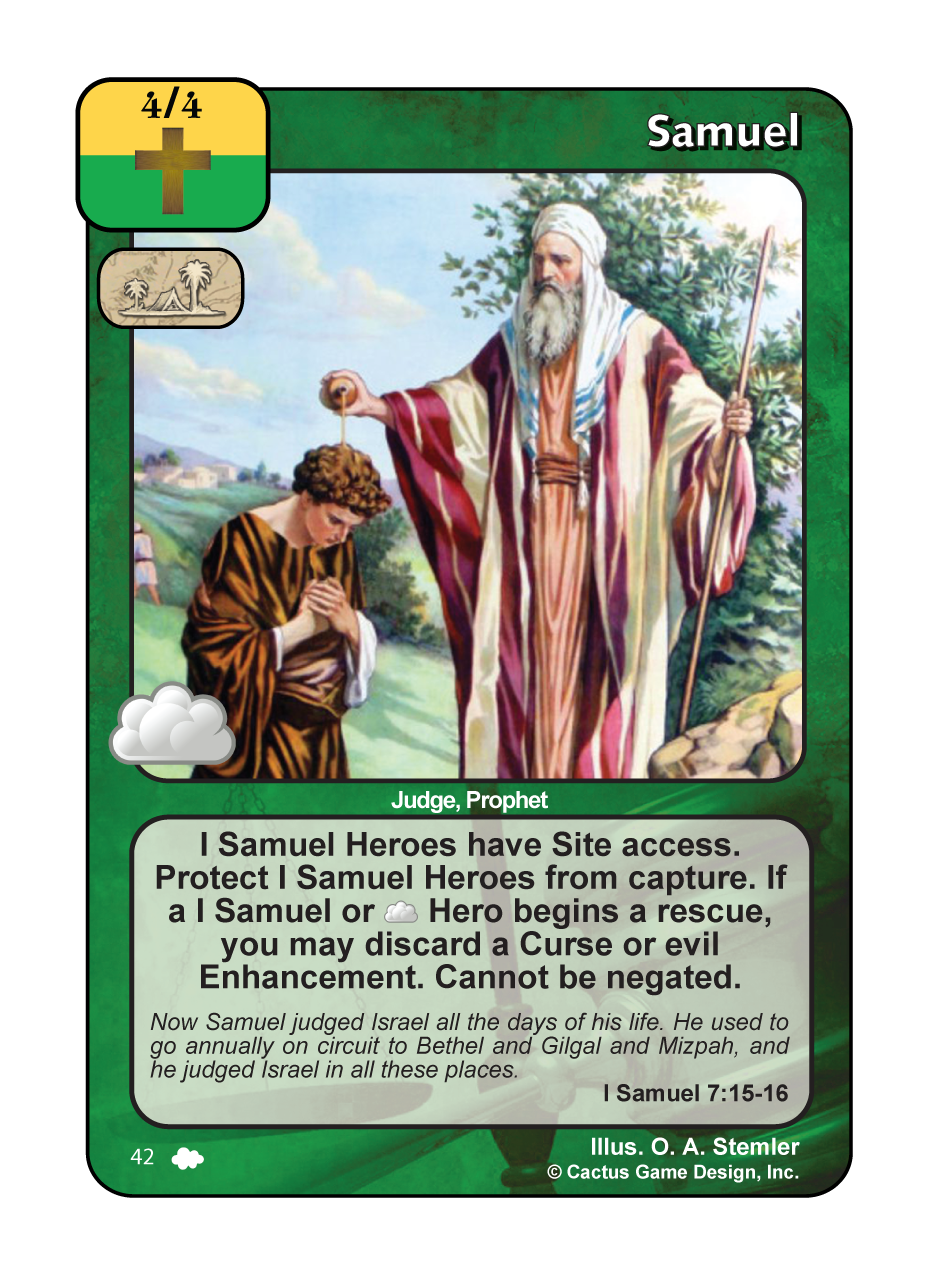 4/4
Samuel
Judge, Prophet
I Samuel Heroes have Site access.
Protect I Samuel Heroes from capture. If
a I Samuel or Hero begins a rescue,
you may discard a Curse or evil
Enhancement. Cannot be negated.
Now Samuel judged Israel all the days of his life. He used to
go annually on circuit to Bethel and Gilgal and Mizpah, and
he judged Israel in all these places.
I Samuel 7:15-16
42
Illus. O. A. Stemler
© Cactus Game Design, Inc.